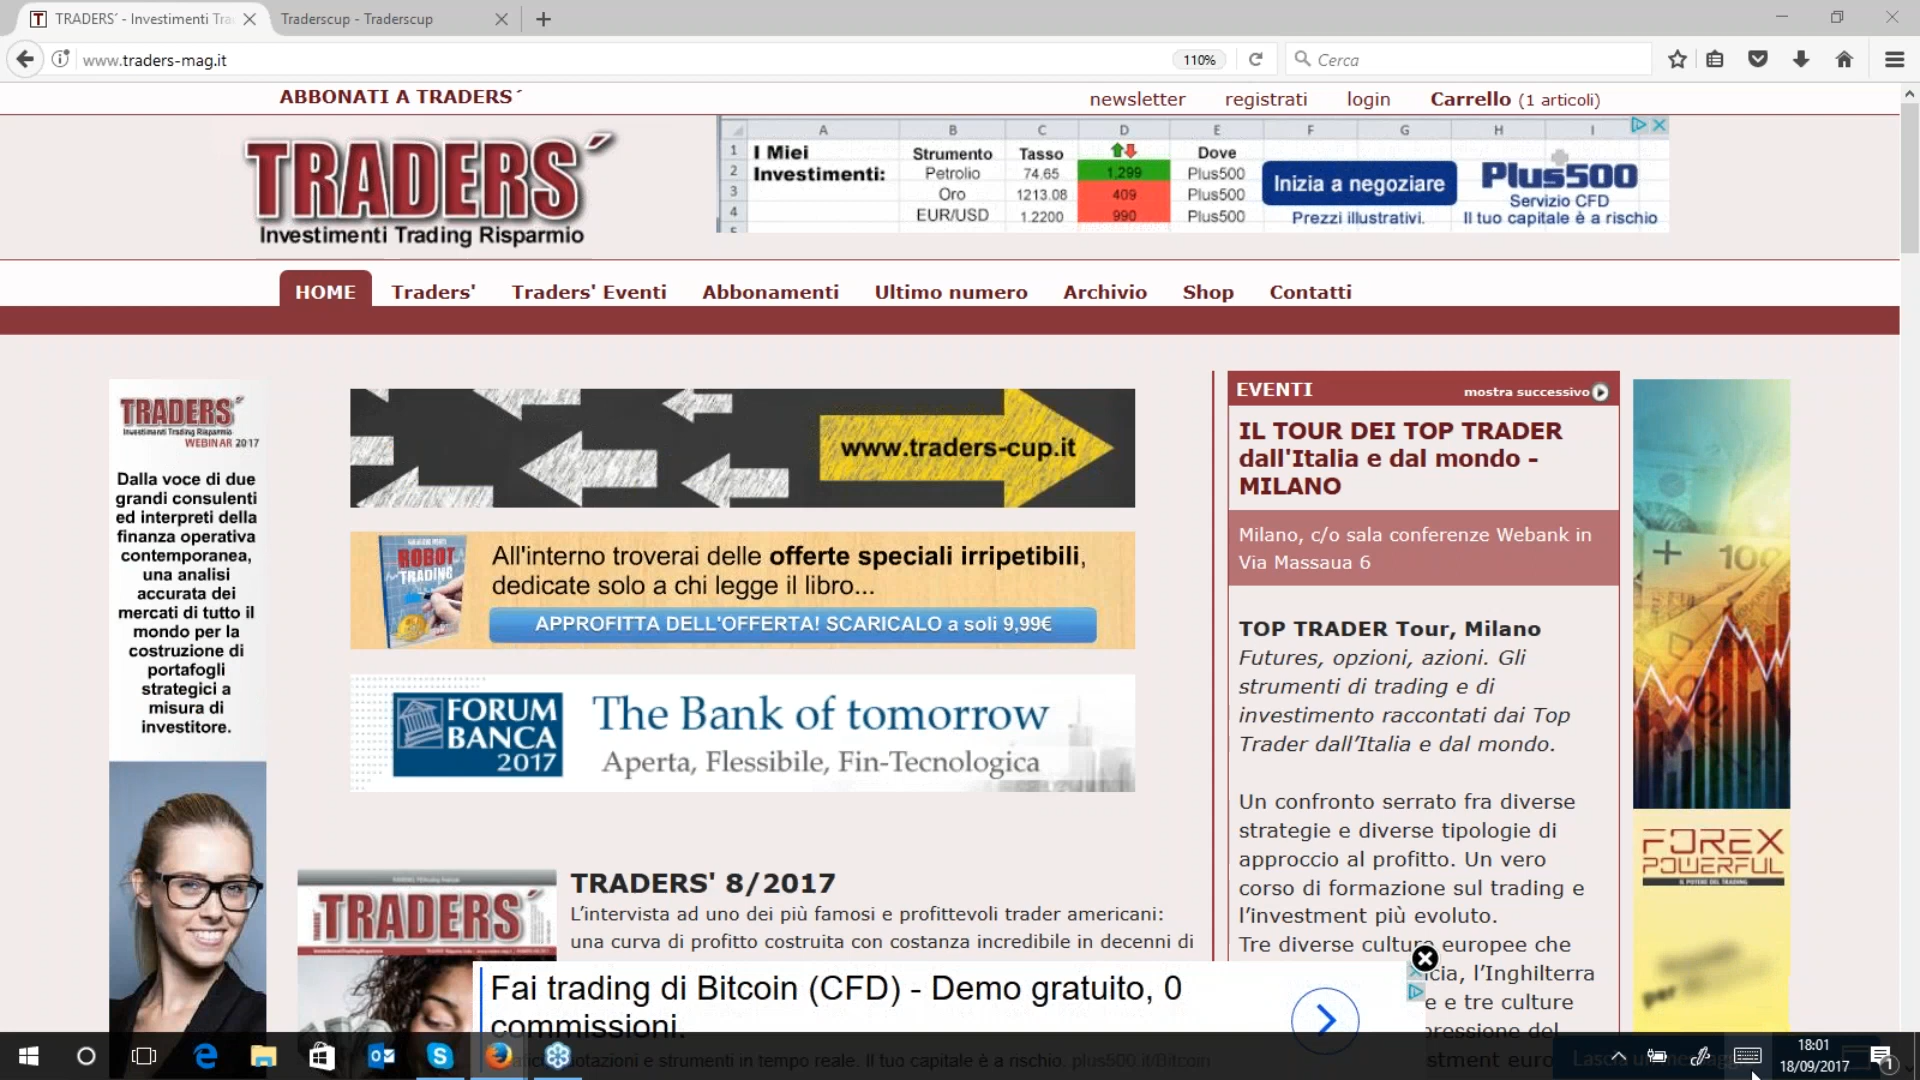 TRADERS´ - Investimenti Tra
Traderscup - Traderscup
www.traders-mag.it
110%
Cerca
ABBONATI A TRADERS´
newsletter
registrati
login
Carrello (1 articoli)
TRADERS´
Investimenti Trading Risparmio
A B C D E F G H I
1 I Miei Strumento Tasso Dove
2 Investimenti: Petrolio 74.65 1,299 Plus500
3 Oro 1213.08 409 Plus500
4 EUR/USD 1.2200 990 Plus500
5
Inizia a negoziare
Prezzi illustrativi.
Plus500
Servizio CFD
Il tuo capitale è a rischio
HOME
Traders'
Traders' Eventi
Abbonamenti
Ultimo numero
Archivio
Shop
Contatti
TRADERS´
Investimenti Trading Risparmio
WEBINAR 2017
Dalla voce di due
grandi consulenti
ed interpreti della
finanza operativa
contemporanea,
una analisi
accurata dei
mercati di tutto il
mondo per la
costruzione di
portafogli
strategici a
misura di
investitore.
www.traders-cup.it
ROBOT
TRADING
All'interno troverai delle offerte speciali irripetibili,
dedicate solo a chi legge il libro...
APPROFITTA DELL'OFFERTA! SCARICALO a soli 9,99€
FORUM
BANCA
2017
The Bank of tomorrow
Aperta, Flessibile, Fin-Tecnologica
TRADERS´
TRADERS' 8/2017
L'intervista ad uno dei più famosi e profittevoli trader americani:
una curva di profitto costruita con costanza incredibile in decenni di
EVENTI
mostra successivo
IL TOUR DEI TOP TRADER
dall'Italia e dal mondo -
MILANO
Milano, c/o sala conferenze Webank in
Via Massaua 6
TOP TRADER Tour, Milano
Futures, opzioni, azioni. Gli
strumenti di trading e di
investimento raccontati dai Top
Trader dall'Italia e dal mondo.
Un confronto serrato fra diverse
strategie e diverse tipologie di
approccio al profitto. Un vero
corso di formazione sul trading e
l'investment più evoluto.
Tre diverse culture europee che
cia, l'Inghilterra
e e tre culture
pressione del
stment euro
100
FOREX
POWERFUL
IL POTERE DEL TRADING
per
Fai trading di Bitcoin (CFD) - Demo gratuito, 0
commissioni.
otazioni e strumenti in tempo reale. Il tuo capitale è a rischio. plus500.it/Bitcoin
18:01
18/09/2017
1